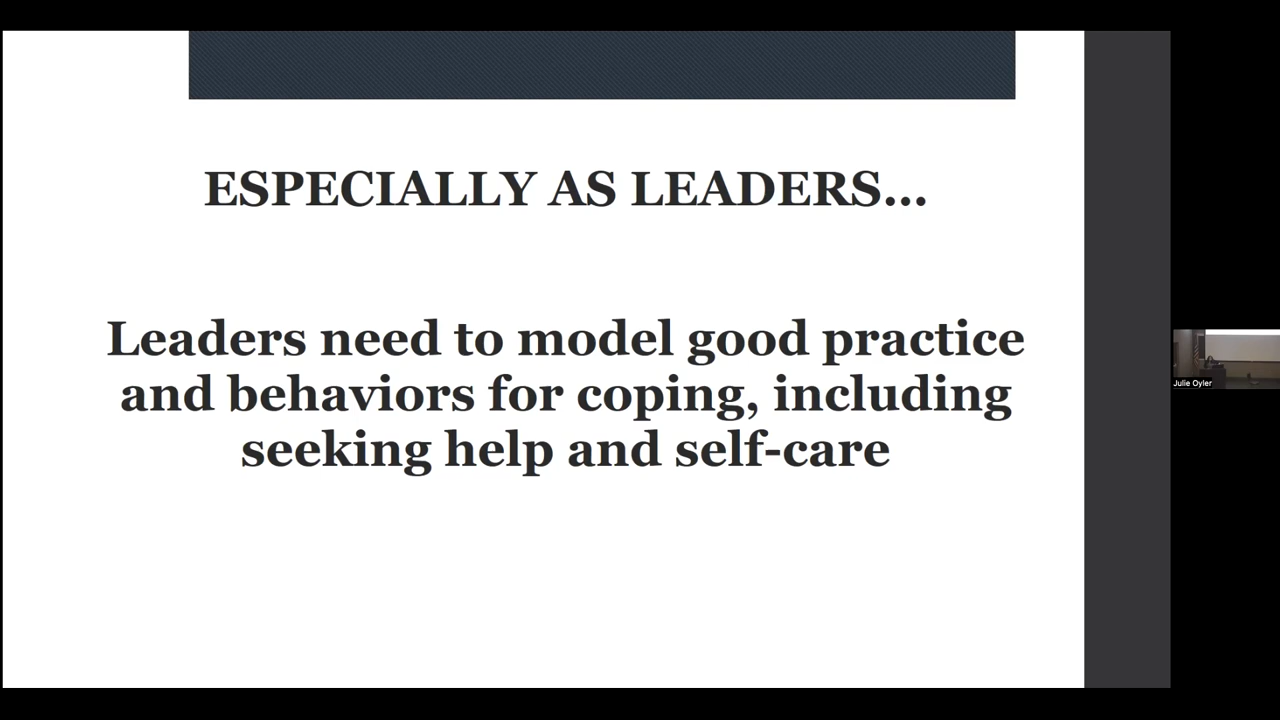 ESPECIALLY AS LEADERS...
Leaders need to model good practice
and behaviors for coping, including
seeking help and self-care
Julie Oyler